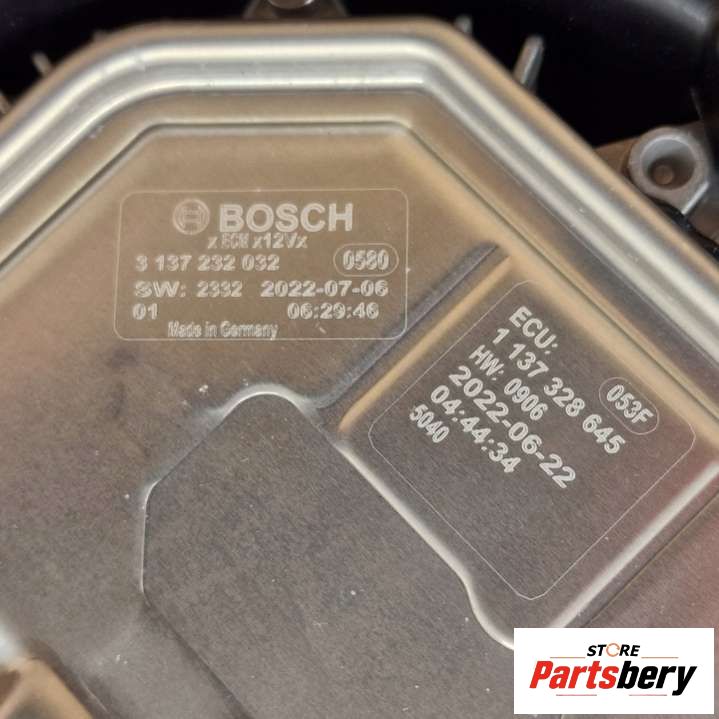 BOSCH
x ECM x12Vx
3 137 232 032 0580
SW: 2332 2022-07-06
01 06:29:46
Made in Germany
ECU:
1 137 328 645 053F
HW: 0906
2022-06-22
04:44:34
5040
STORE
Partsbery